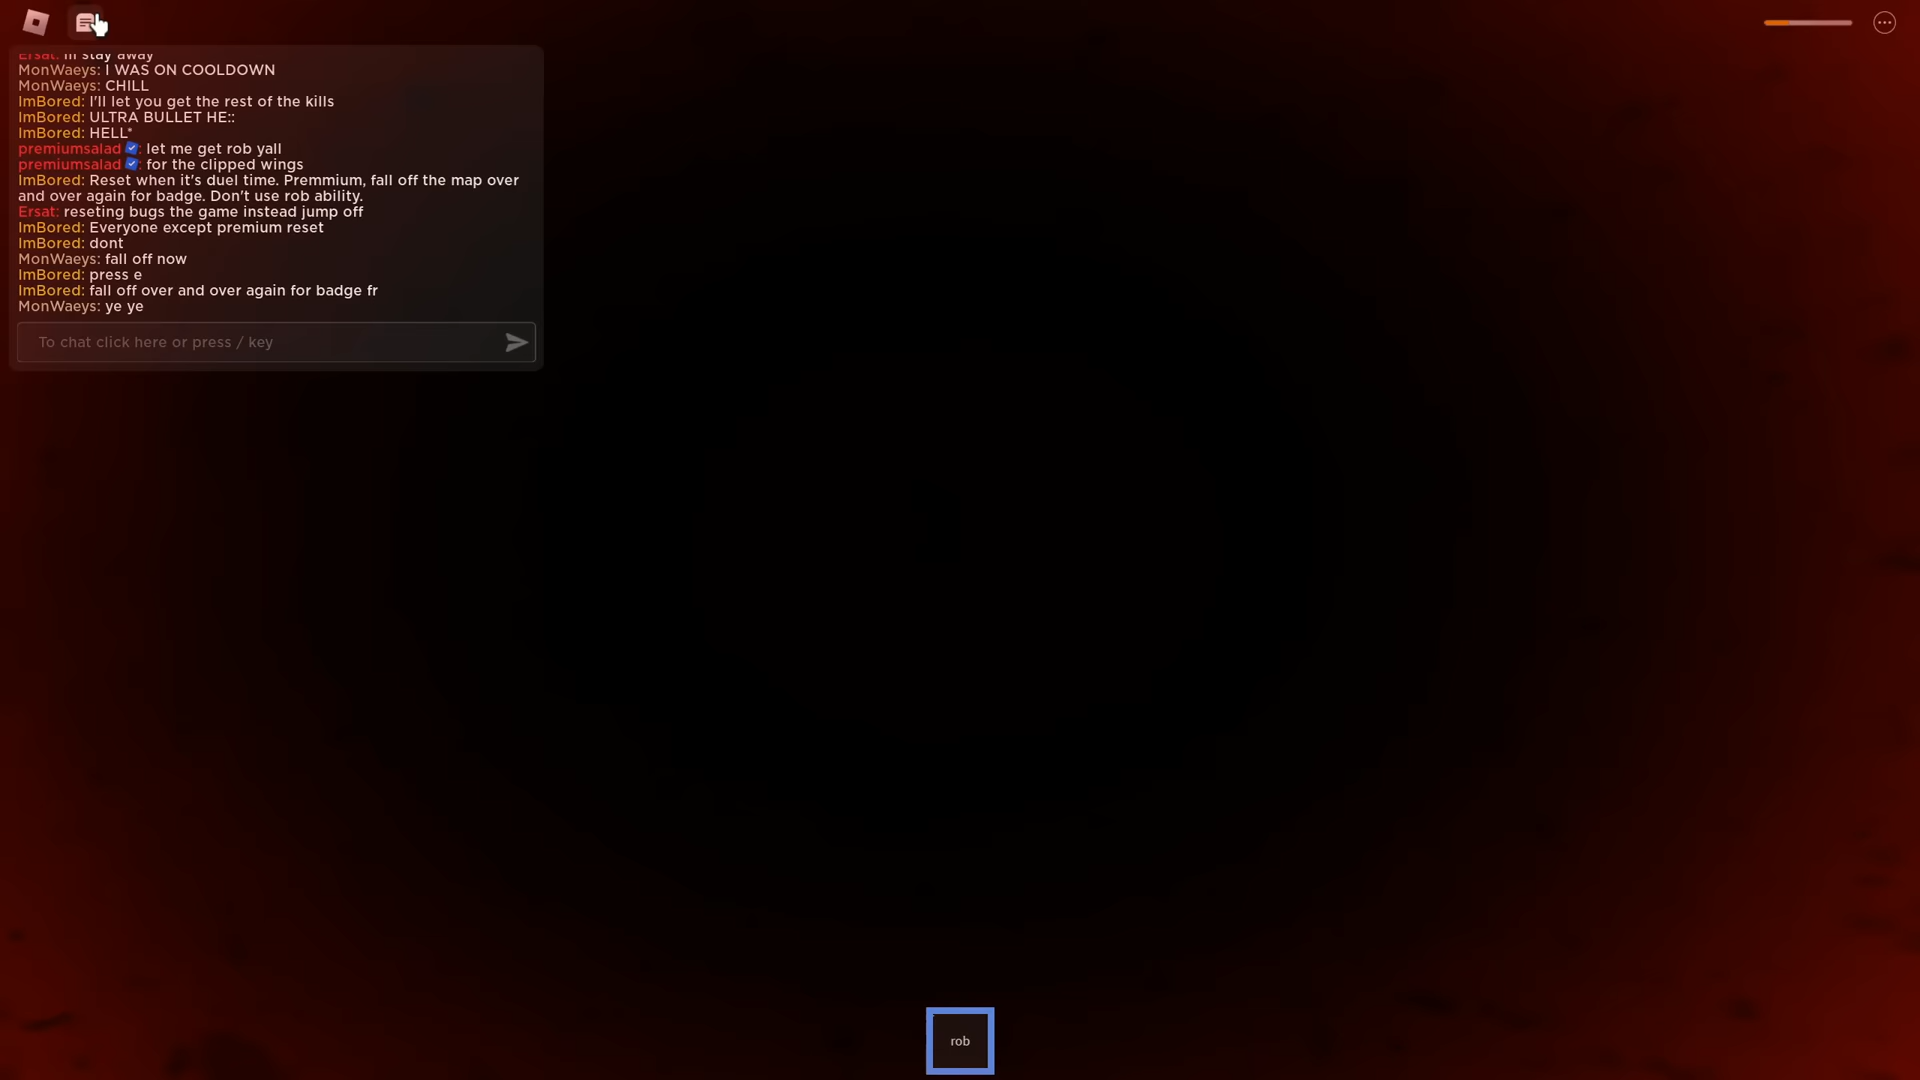 Ersat: m stay away
MonWaeys: I WAS ON COOLDOWN
MonWaeys: CHILL
ImBored: I'll let you get the rest of the kills
ImBored: ULTRA BULLET HE::
ImBored: HELL*
premiumsalad : let me get rob yall
premiumsalad : for the clipped wings
ImBored: Reset when it's duel time. Premmium, fall off the map over
and over again for badge. Don't use rob ability.
Ersat: reseting bugs the game instead jump off
ImBored: Everyone except premium reset
ImBored: dont
MonWaeys: fall off now
ImBored: press e
ImBored: fall off over and over again for badge fr
MonWaeys: ye ye
To chat click here or press / key
rob